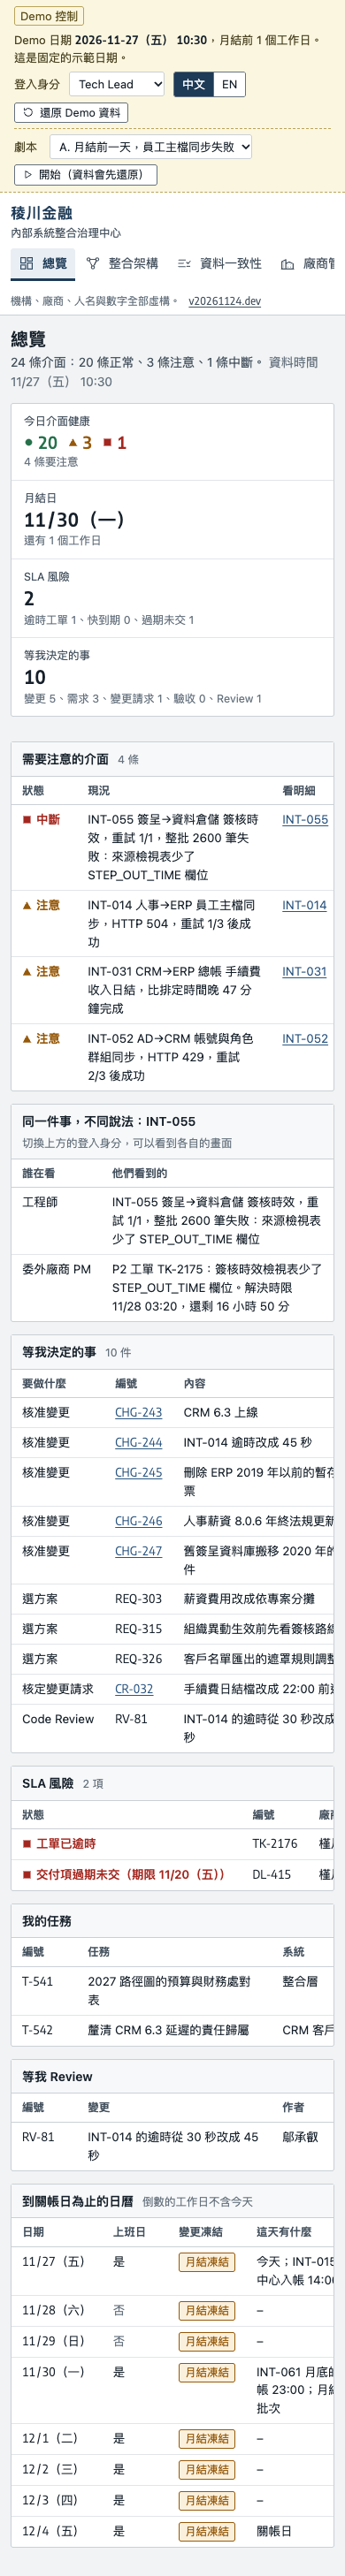 Demo 控制
Demo 日期 2026-11-27（五） 10:30，月結前 1 個工作日。
這是固定的示範日期。
登入身分 Tech Lead 中文 EN
還原 Demo 資料
劇本 A. 月結前一天，員工主檔同步失敗
開始（資料會先還原）
稜川金融
內部系統整合治理中心
總覽 整合架構 資料一致性 廠商管
機構、廠商、人名與數字全部虛構。 v20261124.dev
總覽
24 條介面：20 條正常、3 條注意、1 條中斷。資料時間
11/27（五） 10:30
今日介面健康
20 3 1
4 條要注意
月結日
11/30（一）
還有 1 個工作日
SLA 風險
2
逾時工單 1、快到期 0、過期未交 1
等我決定的事
10
變更 5、需求 3、變更請求 1、驗收 0、Review 1
需要注意的介面 4 條
狀態 現況 看明細
中斷 INT-055 簽呈→資料倉儲 簽核時 INT-055
效，重試 1/1，整批 2600 筆失
敗：來源檢視表少了
STEP_OUT_TIME 欄位
注意 INT-014 人事→ERP 員工主檔同 INT-014
步，HTTP 504，重試 1/3 後成
功
注意 INT-031 CRM→ERP 總帳 手續費 INT-031
收入日結，比排定時間晚 47 分
鐘完成
注意 INT-052 AD→CRM 帳號與角色 INT-052
群組同步，HTTP 429，重試
2/3 後成功
同一件事，不同說法：INT-055
切換上方的登入身分，可以看到各自的畫面
誰在看 他們看到的
工程師 INT-055 簽呈→資料倉儲 簽核時效，重
試 1/1，整批 2600 筆失敗：來源檢視表
少了 STEP_OUT_TIME 欄位
委外廠商 PM P2 工單 TK-2175：簽核時效檢視表少了
STEP_OUT_TIME 欄位。解決時限
11/28 03:20，還剩 16 小時 50 分
等我決定的事 10 件
要做什麼 編號 內容
核准變更 CHG-243 CRM 6.3 上線
核准變更 CHG-244 INT-014 逾時改成 45 秒
核准變更 CHG-245 刪除 ERP 2019 年以前的暫存
票
核准變更 CHG-246 人事薪資 8.0.6 年終法規更新
核准變更 CHG-247 舊簽呈資料庫搬移 2020 年的
件
選方案 REQ-303 薪資費用改成依專案分攤
選方案 REQ-315 組織異動生效前先看簽核路線
選方案 REQ-326 客戶名單匯出的遮罩規則調整
核定變更請求 CR-032 手續費日結檔改成 22:00 前
Code Review RV-81 INT-014 的逾時從 30 秒改成
秒
SLA 風險 2 項
狀態 編號 廠商
工單已逾時 TK-2176 槿
交付項過期未交（期限 11/20（五）） DL-415 槿
我的任務
編號 任務 系統
T-541 2027 路徑圖的預算與財務處對 整合層
表
T-542 釐清 CRM 6.3 延遲的責任歸屬 CRM 客戶
等我 Review
編號 變更 作者
RV-81 INT-014 的逾時從 30 秒改成 45 鄔承叡
秒
到關帳日為止的日曆 倒數的工作日不含今天
日期 上班日 變更凍結 這天有什麼
11/27（五） 是 月結凍結 今天；INT-015
中心入帳 14:00
11/28（六） 否 月結凍結 –
11/29（日） 否 月結凍結 –
11/30（一） 是 月結凍結 INT-061 月底的
帳 23:00；月結
批次
12/1（二） 是 月結凍結 –
12/2（三） 是 月結凍結 –
12/3（四） 是 月結凍結 –
12/4（五） 是 月結凍結 關帳日